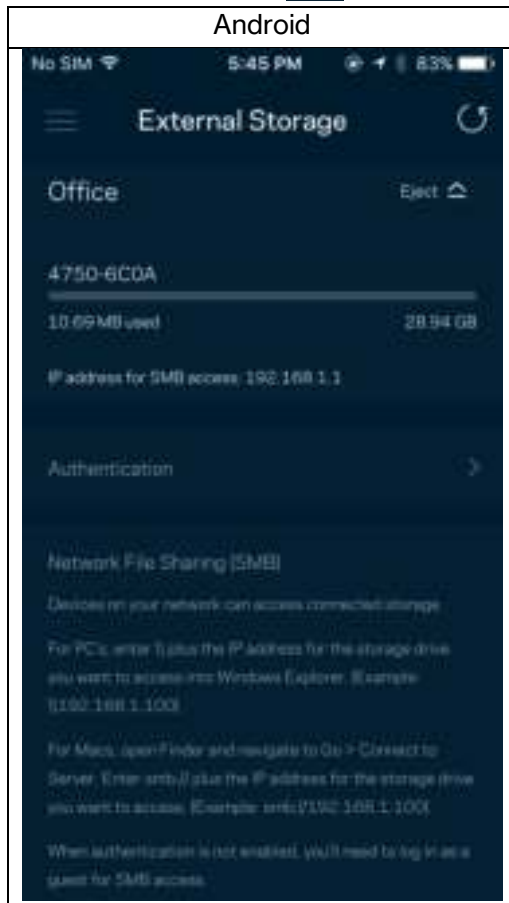 Android
No SIM 5:45 PM 83%
External Storage
Office Eject
4750-6C0A
10.69 MB used 28.94 GB
IP address for SMB access: 192.168.1.1
Authentication
Network File Sharing (SMB)
Devices on your network can access connected storage
For PC's, enter \\ plus the IP address for the storage drive
you want to access into Windows Explorer. (Example:
\\192.168.1.100)
For Macs, open Finder and navigate to Go > Connect to
Server. Enter smb:// plus the IP address for the storage drive
you want to access. (Example: smb://192.168.1.100)
When authentication is not enabled, you'll need to log in as a
guest for SMB access.